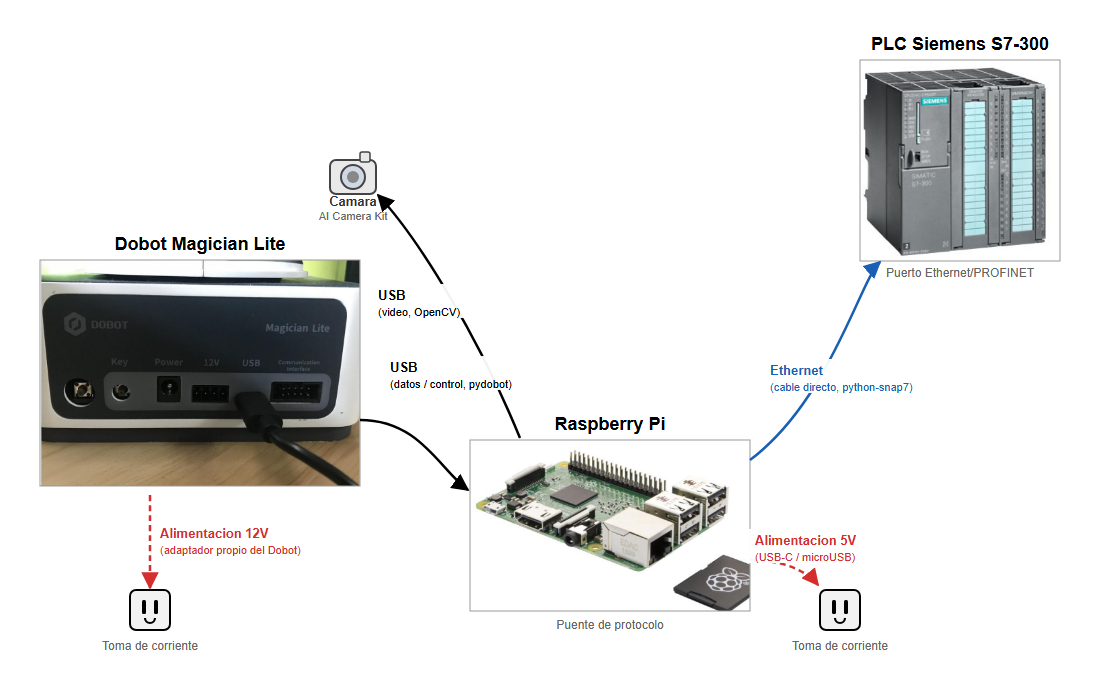 PLC Siemens S7-300
SIEMENS
SIMATIC
S7-300
Puerto Ethernet/PROFINET
Camara
AI Camera Kit
Dobot Magician Lite
DOBOT
Magician Lite
Key
Power
12V
USB
Communication
Interface
USB
(video, OpenCV)
USB
(datos / control, pydobot)
Ethernet
(cable directo, python-snap7)
Raspberry Pi
Puente de protocolo
Alimentacion 12V
(adaptador propio del Dobot)
Toma de corriente
Alimentacion 5V
(USB-C / microUSB)
Toma de corriente